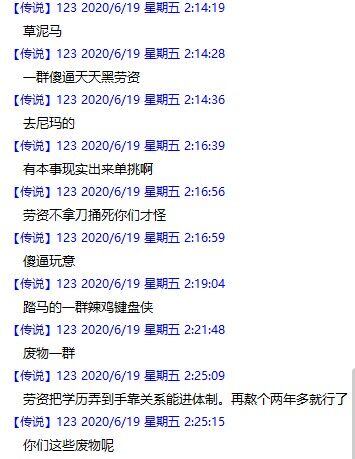 【传说】123 2020/6/19 星期五 2:14:19
草泥马
【传说】123 2020/6/19 星期五 2:14:28
一群傻逼天天黑劳资
【传说】123 2020/6/19 星期五 2:14:36
去尼玛的
【传说】123 2020/6/19 星期五 2:16:39
有本事现实出来单挑啊
【传说】123 2020/6/19 星期五 2:16:56
劳资不拿刀捅死你们才怪
【传说】123 2020/6/19 星期五 2:16:59
傻逼玩意
【传说】123 2020/6/19 星期五 2:19:04
踏马的一群辣鸡键盘侠
【传说】123 2020/6/19 星期五 2:21:48
废物一群
【传说】123 2020/6/19 星期五 2:25:09
劳资把学历弄到手靠关系能进体制。再熬个两年多就行了
【传说】123 2020/6/19 星期五 2:25:15
你们这些废物呢